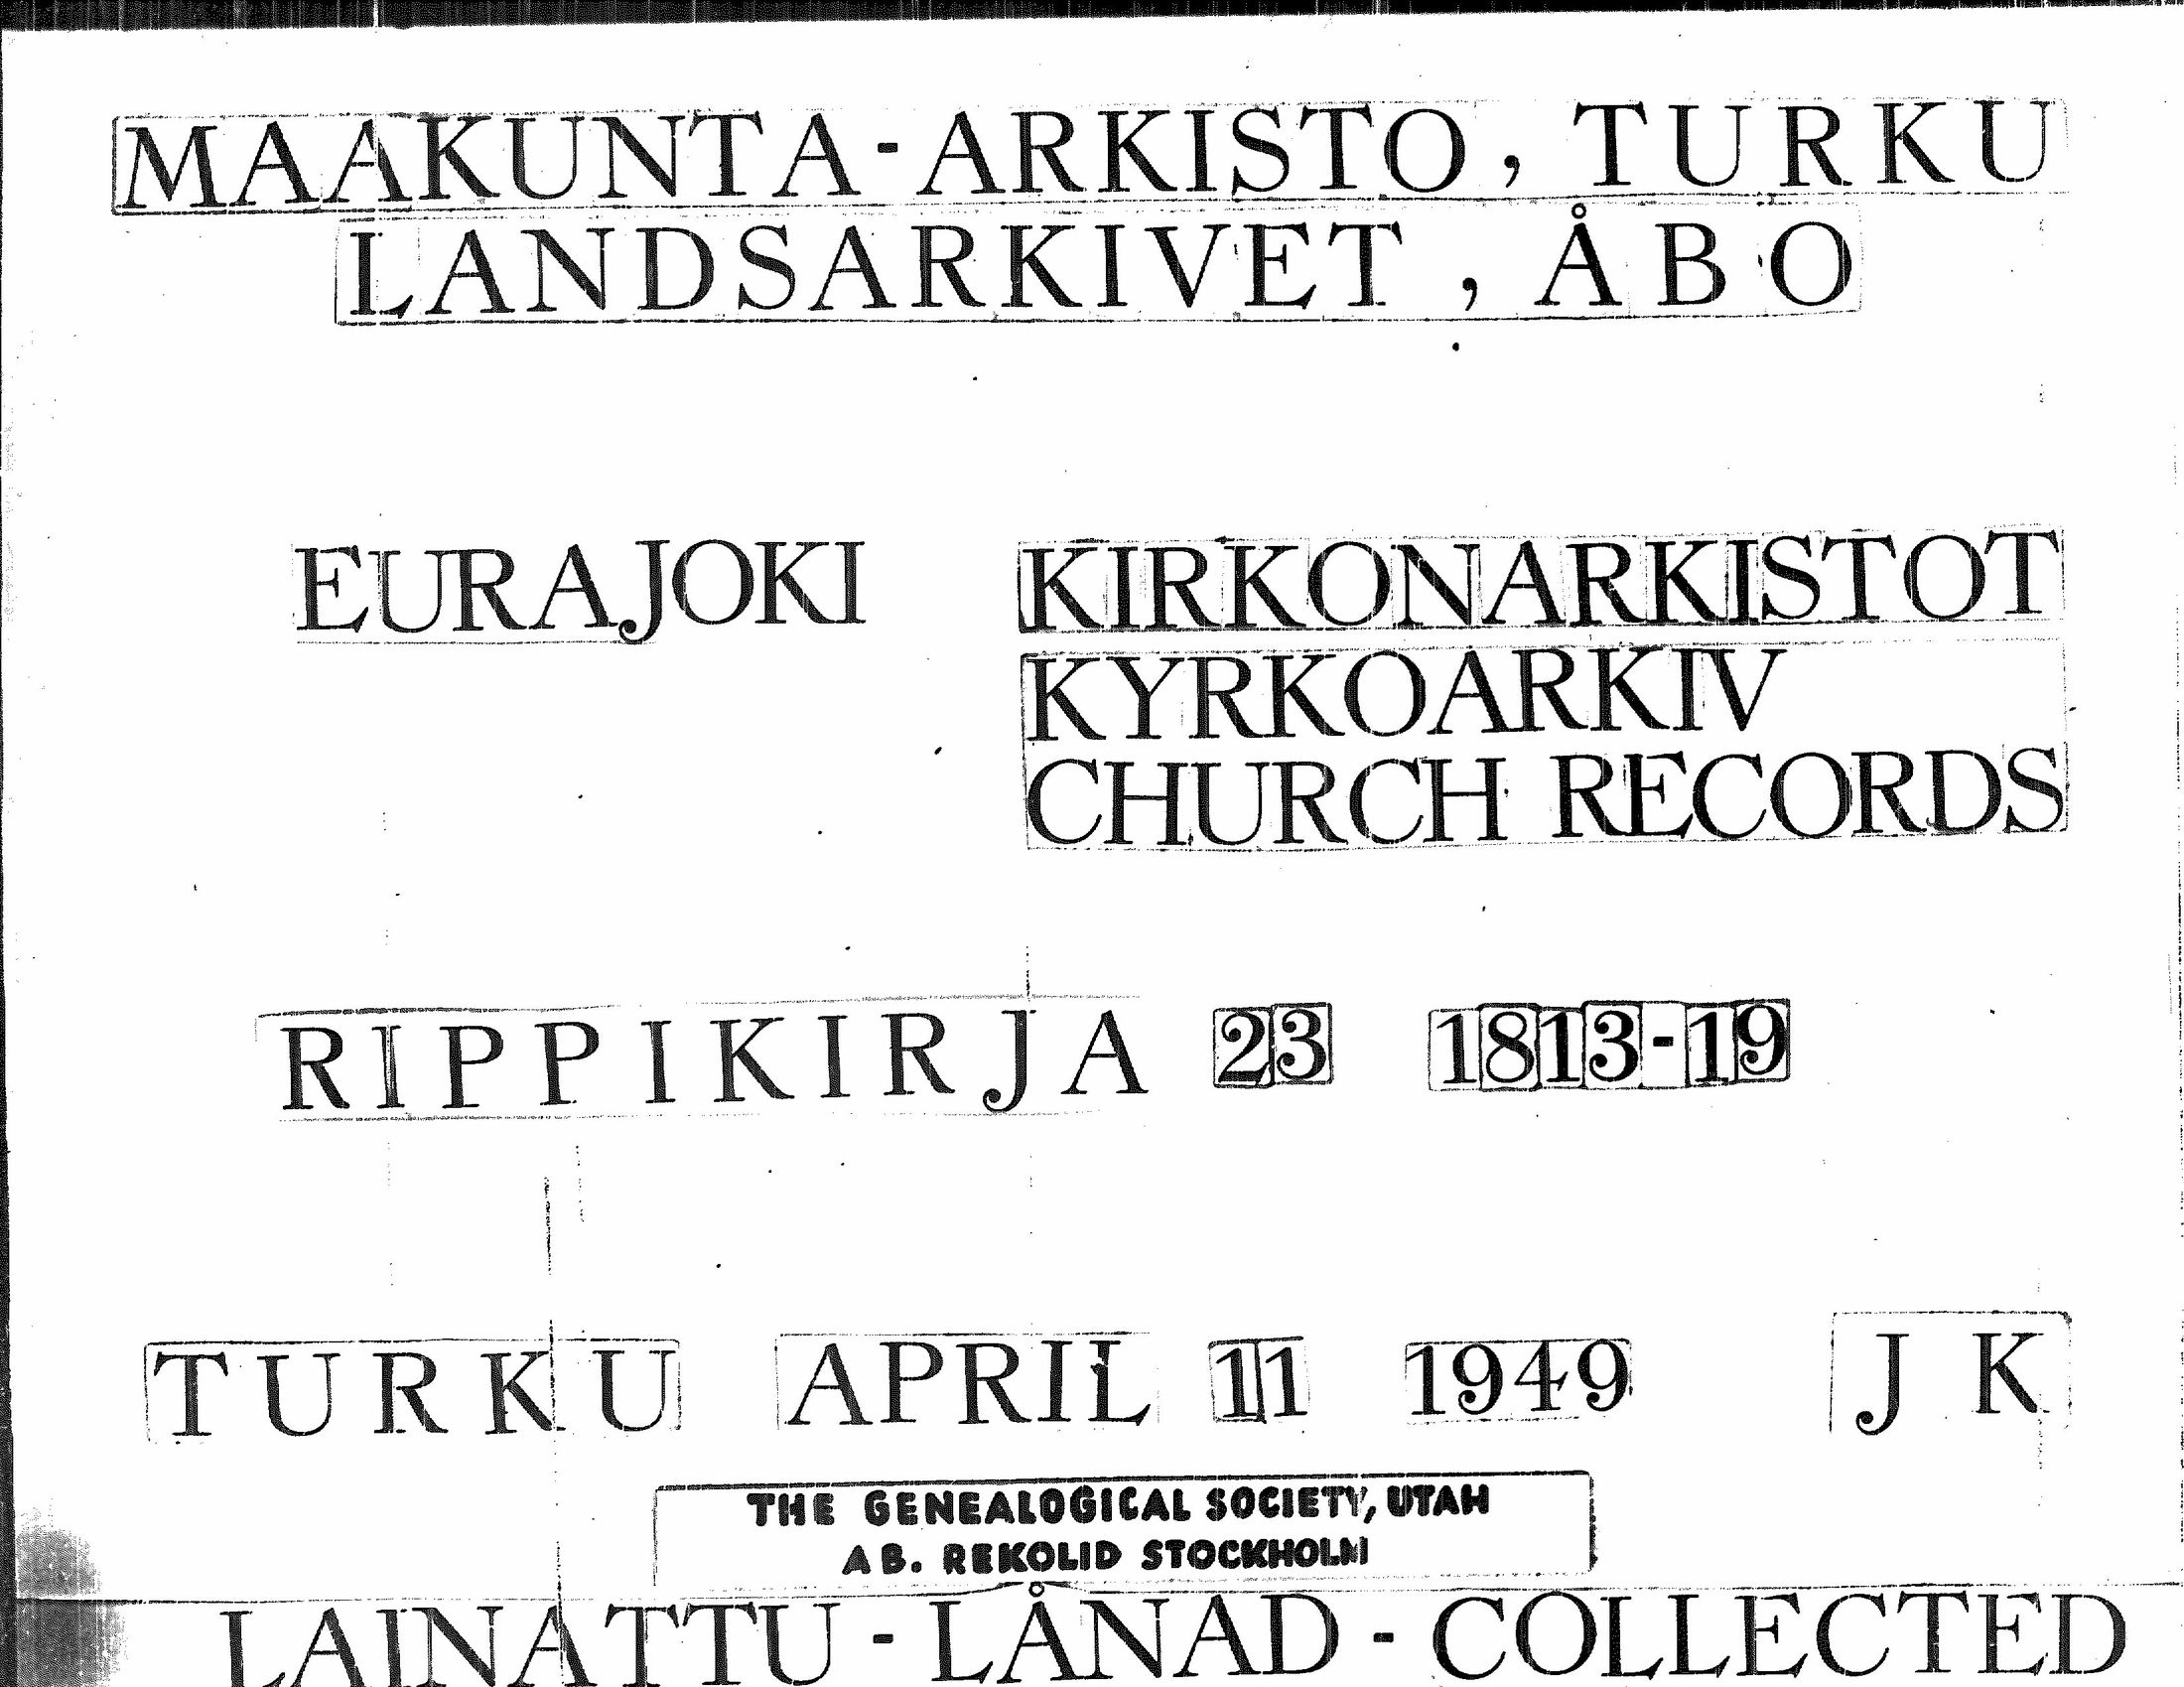 MAAKUNTA-ARKISTO, TURKU
LANDSARKIVET, ÅBO
EURAJOKI KIRKONARKISTOT
KYRKOARKIV
CHURCH RECORDS
RIPPIKIRJA 23 1813-19
TURKU APRIL 11 1949 J K
THE GENEALOGICAL SOCIETY, UTAH
AB. REKOLID STOCKHOLM
LAINATTU - LÅNAD - COLLECTED